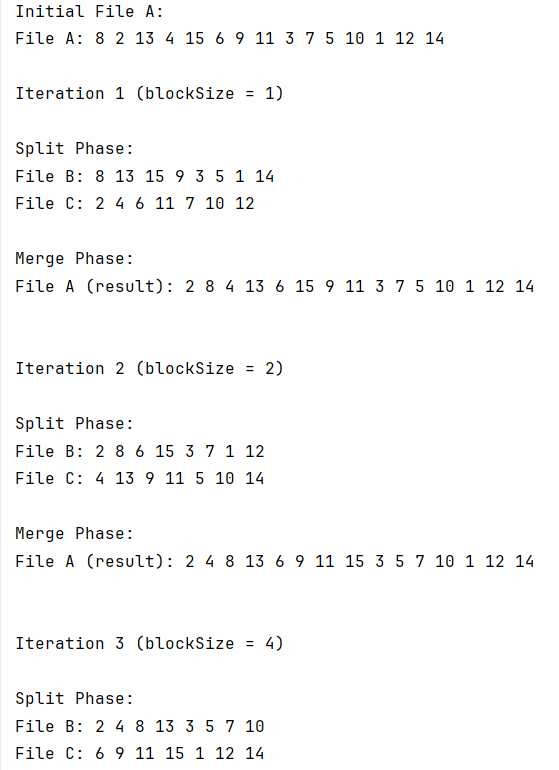 Initial File A:
File A: 8 2 13 4 15 6 9 11 3 7 5 10 1 12 14
Iteration 1 (blockSize = 1)
Split Phase:
File B: 8 13 15 9 3 5 1 14
File C: 2 4 6 11 7 10 12
Merge Phase:
File A (result): 2 8 4 13 6 15 9 11 3 7 5 10 1 12 14
Iteration 2 (blockSize = 2)
Split Phase:
File B: 2 8 6 15 3 7 1 12
File C: 4 13 9 11 5 10 14
Merge Phase:
File A (result): 2 4 8 13 6 9 11 15 3 5 7 10 1 12 14
Iteration 3 (blockSize = 4)
Split Phase:
File B: 2 4 8 13 3 5 7 10
File C: 6 9 11 15 1 12 14